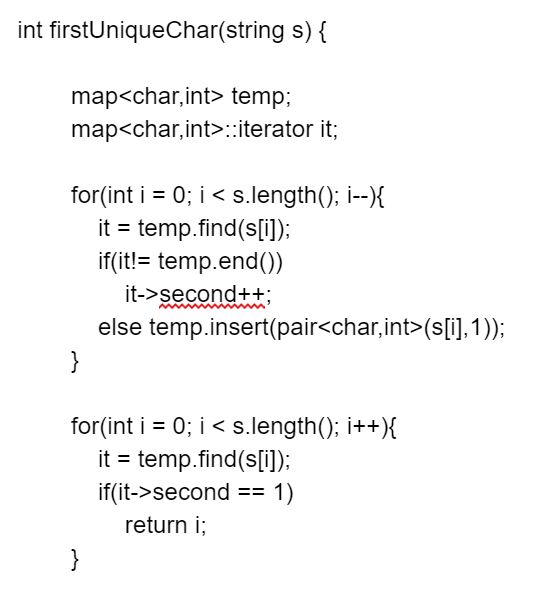 int firstUniqueChar(string s) {
map<char,int> temp;
map<char,int>::iterator it;
for(int i = 0; i < s.length(); i--){
it = temp.find(s[i]);
if(it!= temp.end())
it->second++;
else temp.insert(pair<char,int>(s[i],1));
}
for(int i = 0; i < s.length(); i++){
it = temp.find(s[i]);
if(it->second == 1)
return i;
}